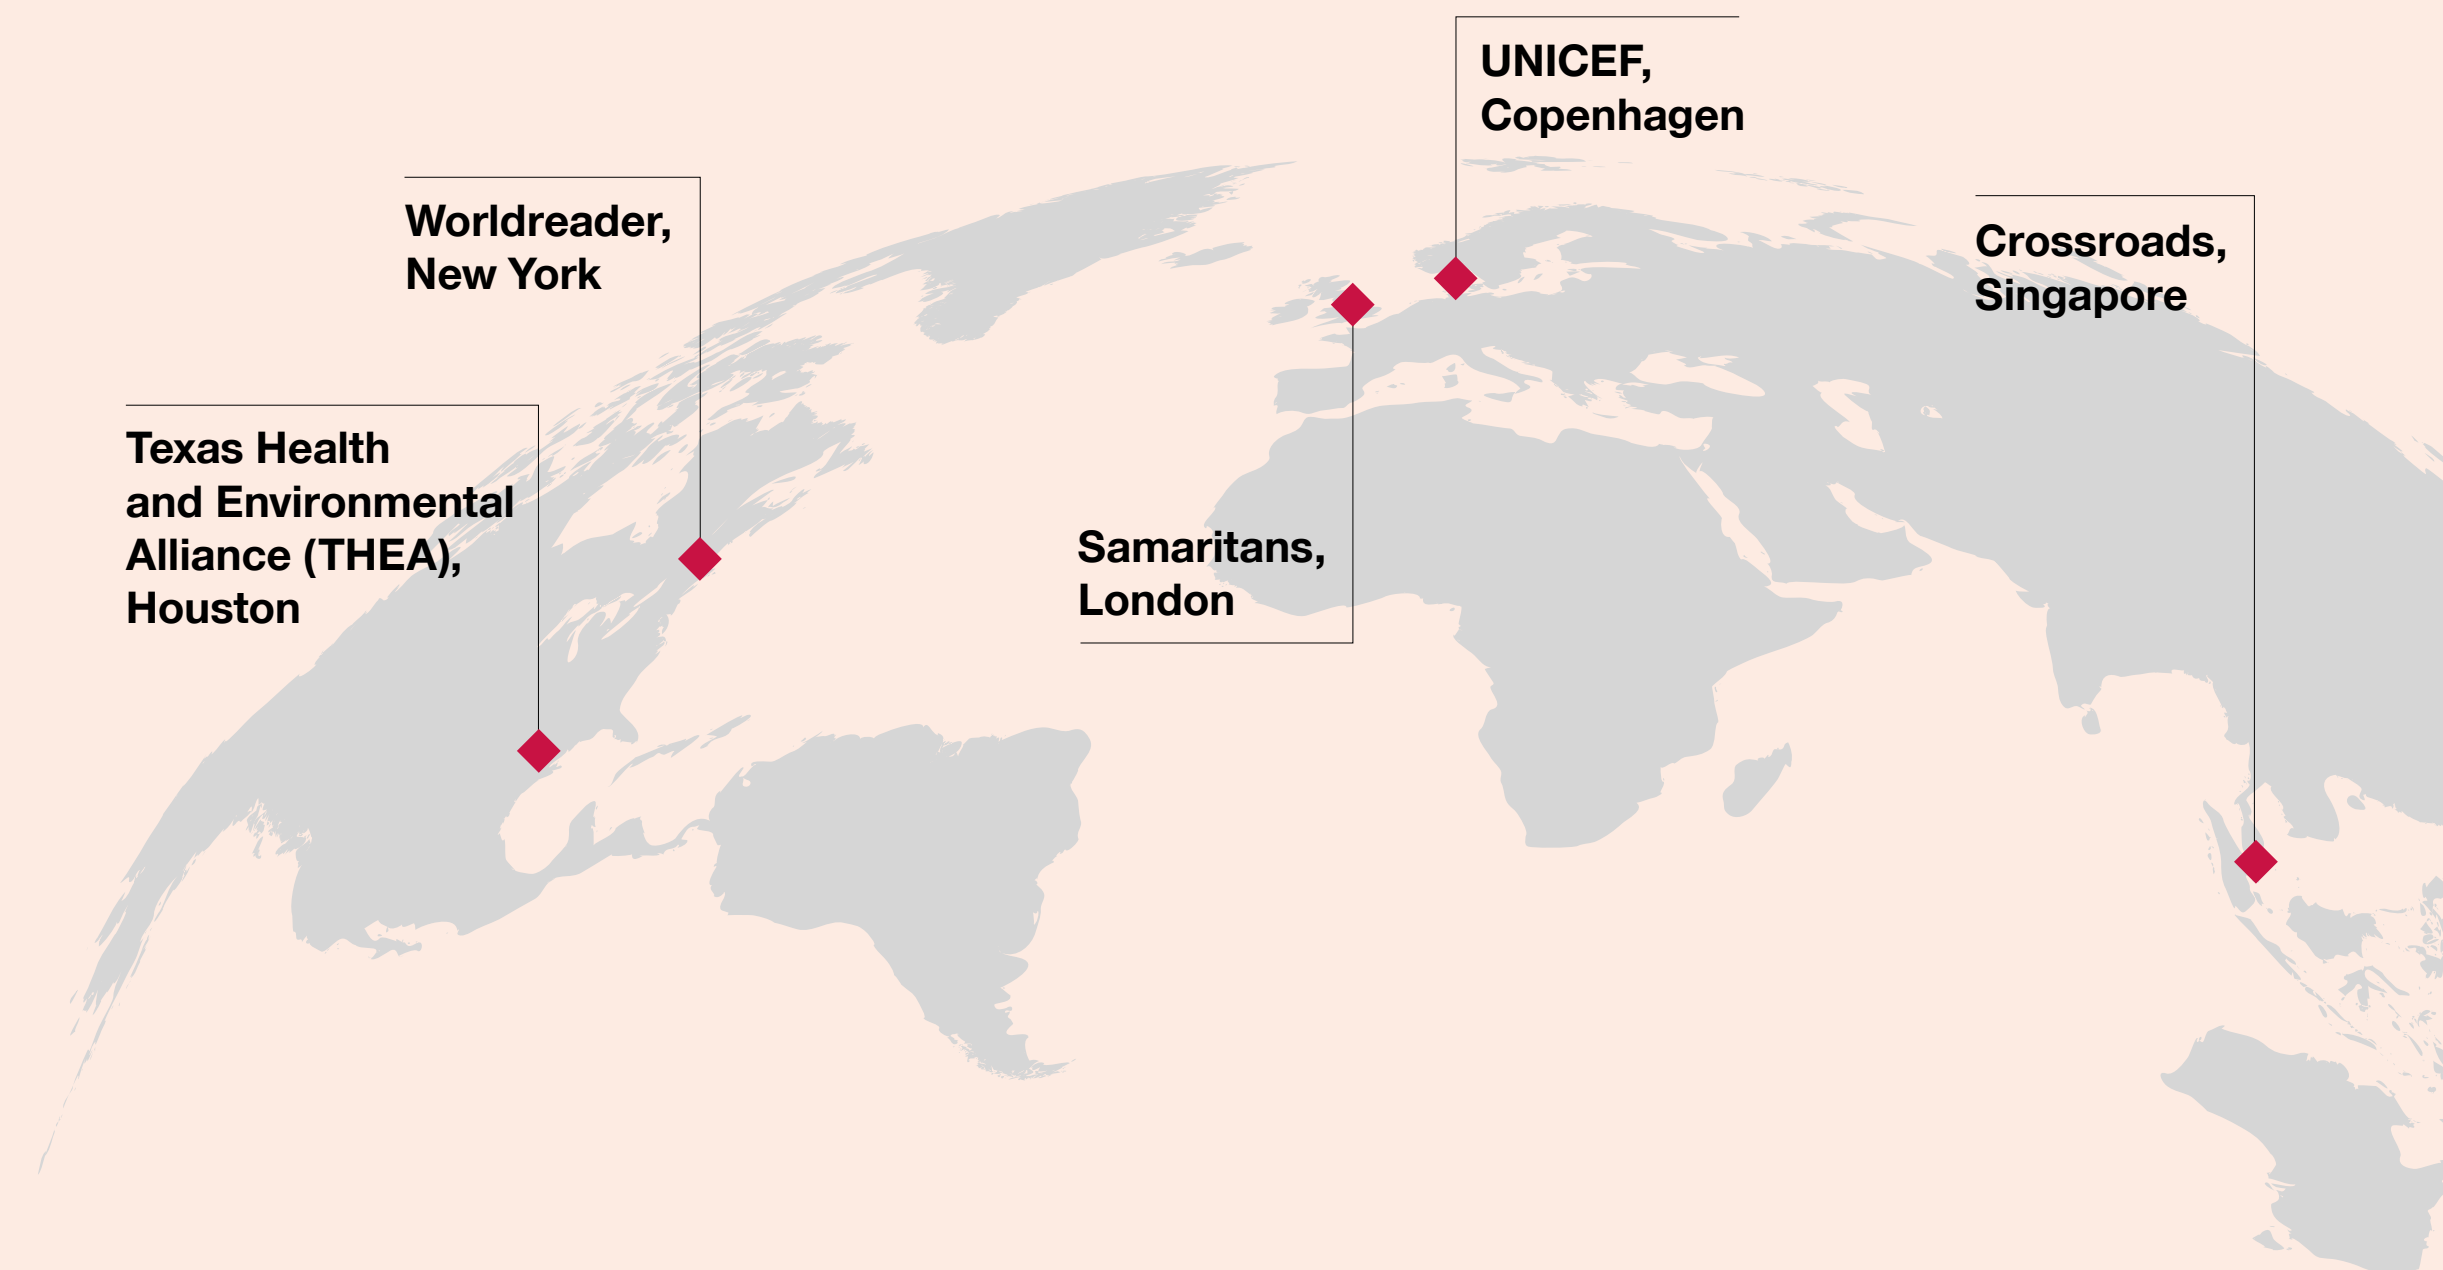 UNICEF,
Copenhagen
Worldreader,
New York
Crossroads,
Singapore
Texas Health
and Environmental
Alliance (THEA),
Houston
Samaritans,
London